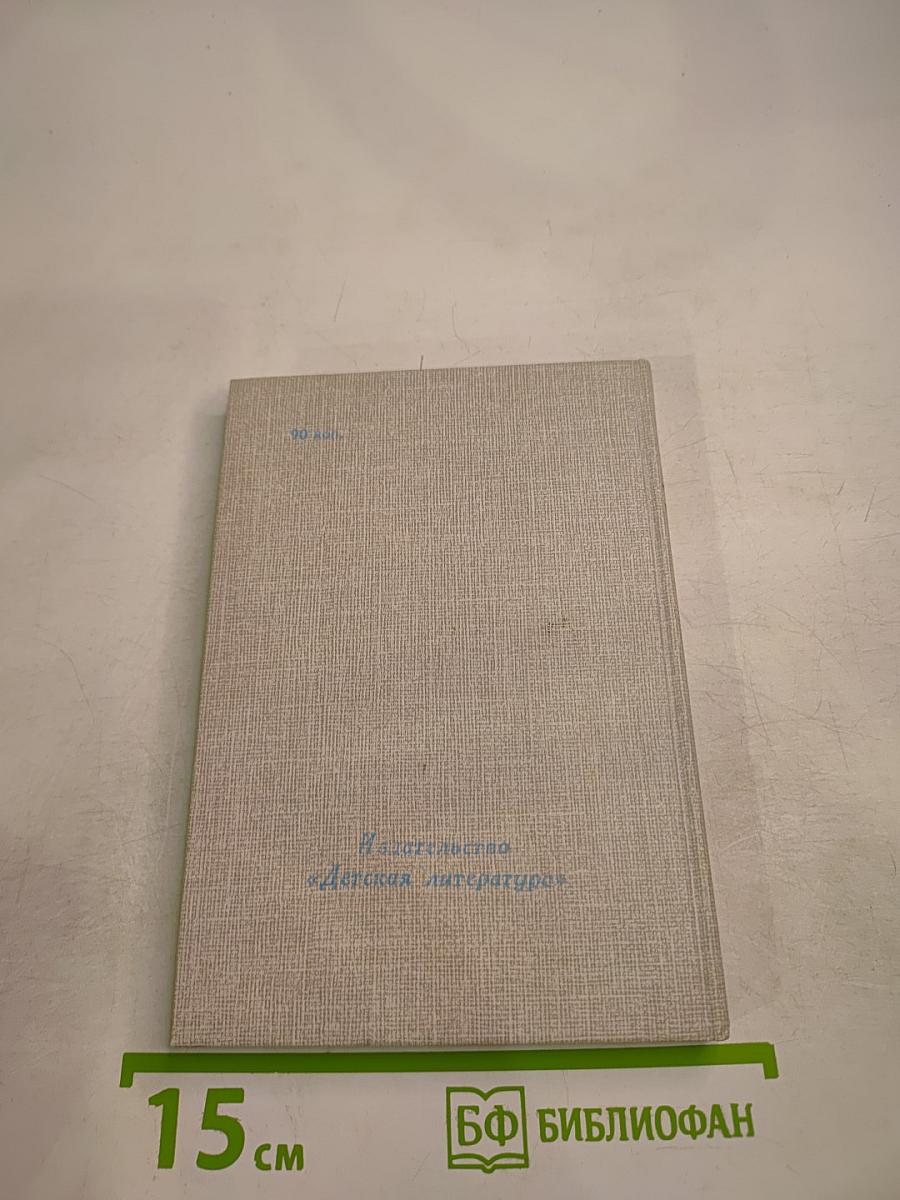 90 коп.
Издательство
«Детская литература»
15 см
БФ БИБЛИОФАН